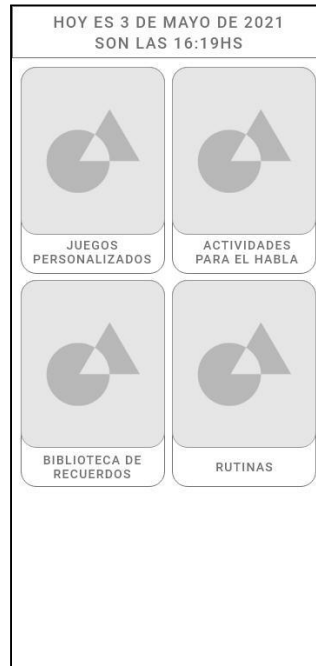 HOY ES 3 DE MAYO DE 2021
SON LAS 16:19HS
JUEGOS
PERSONALIZADOS
ACTIVIDADES
PARA EL HABLA
BIBLIOTECA DE
RECUERDOS
RUTINAS